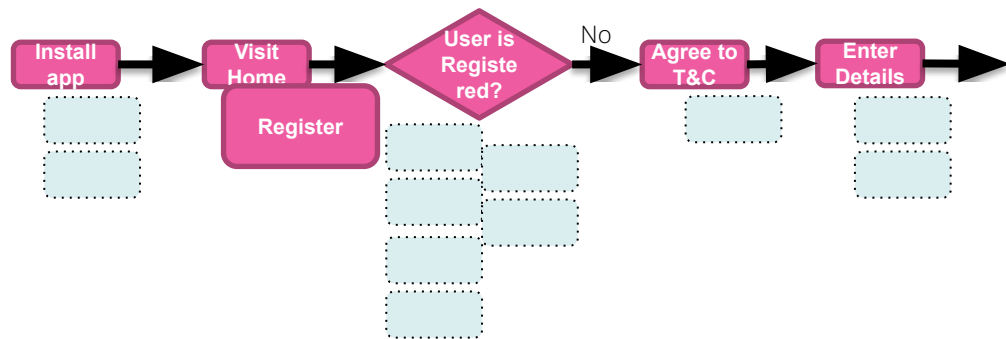 Install
app
Visit
Home
Register
User is
Registe
red?
No
Agree to
T&C
Enter
Details